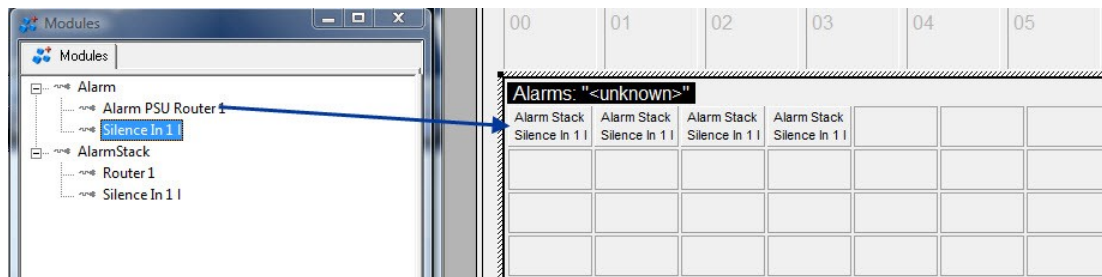 Modules
Modules
Alarm
Alarm PSU Router 1
Silence In 1 I
AlarmStack
Router 1
Silence In 1 I
00 01 02 03 04 05
Alarms: "<unknown>"
Alarm Stack Alarm Stack Alarm Stack Alarm Stack
Silence In 1 I Silence In 1 I Silence In 1 I Silence In 1 I